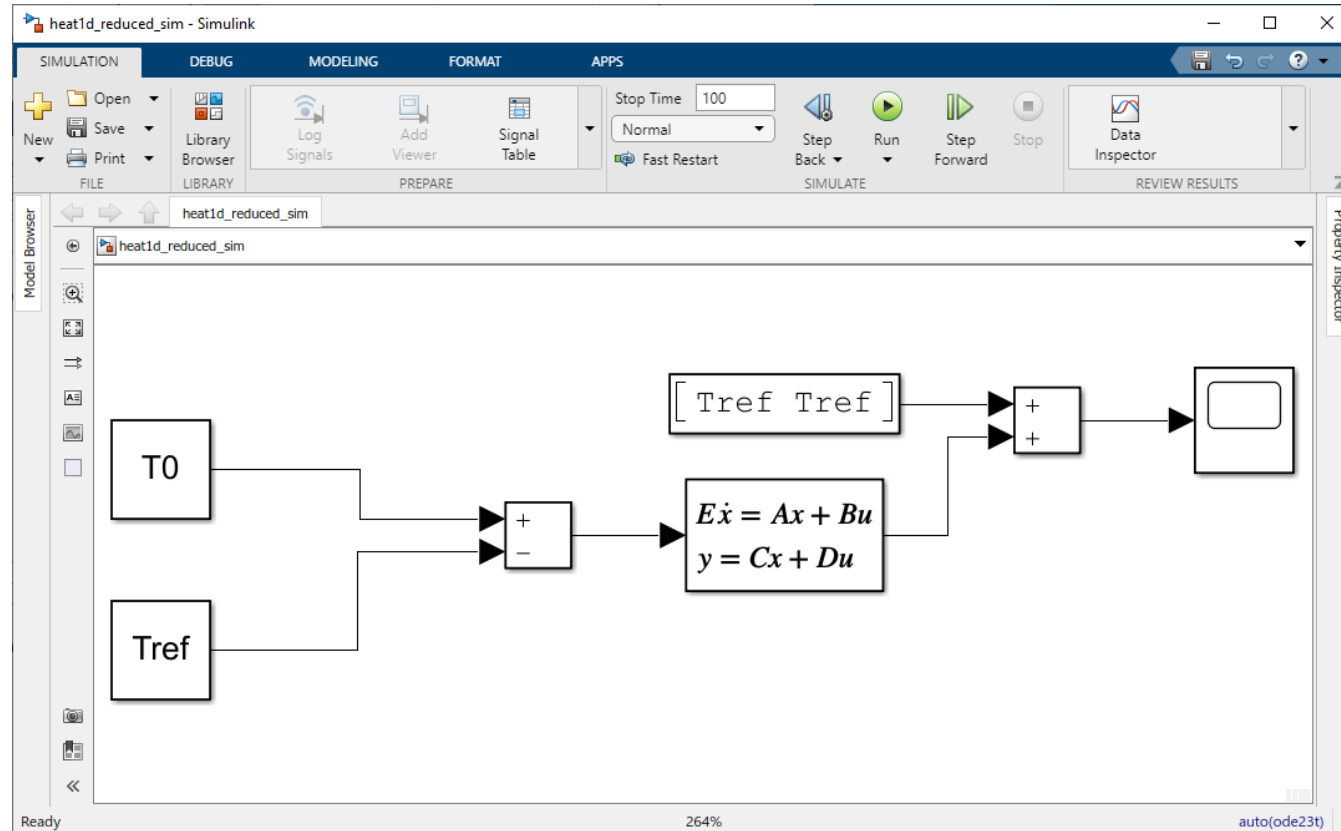 heat1d_reduced_sim - Simulink
SIMULATION DEBUG MODELING FORMAT APPS
New
Open
Save
Print
FILE
Library
Browser
LIBRARY
Log
Signals
Add
Viewer
Signal
Table
PREPARE
Stop Time 100
Normal
Fast Restart
Step
Back
Run
Step
Forward
Stop
SIMULATE
Data
Inspector
REVIEW RESULTS
Model Browser
heat1d_reduced_sim
heat1d_reduced_sim
Property Inspector
[ Tref Tref ]
+
+
T0
+
−
Eẋ = Ax + Bu
y = Cx + Du
Tref
Ready 264% auto(ode23t)